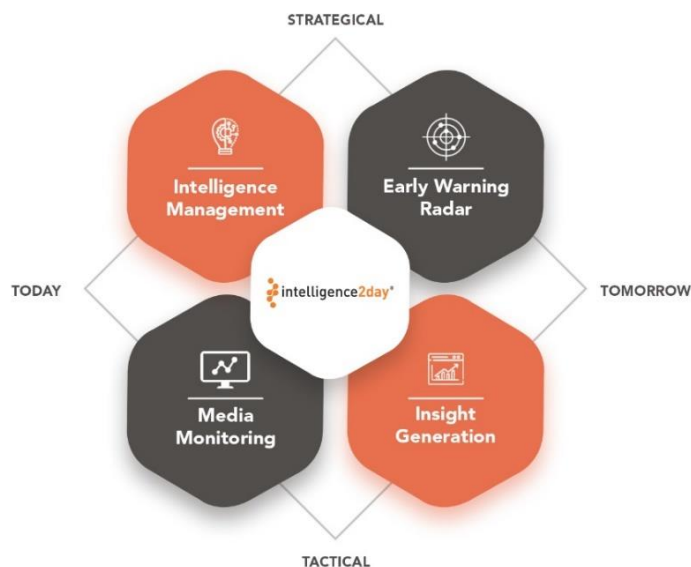 STRATEGICAL
Intelligence
Management
Early Warning
Radar
TODAY
intelligence2day®
TOMORROW
Media
Monitoring
Insight
Generation
TACTICAL